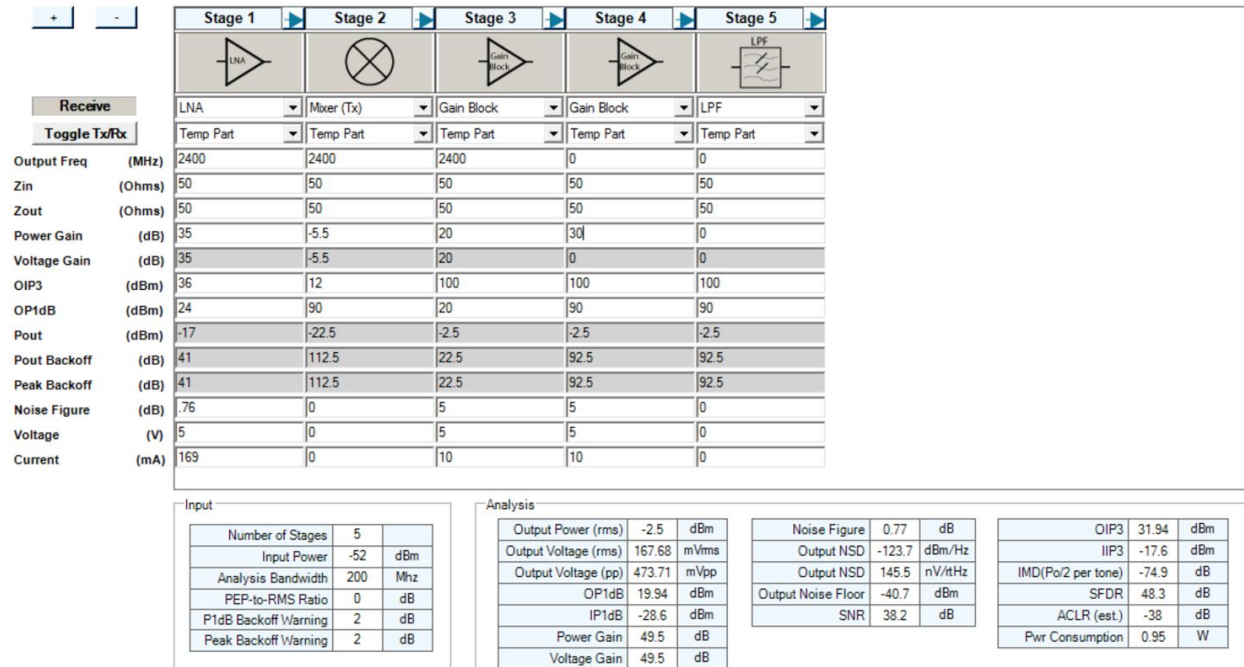 + - Stage 1 Stage 2 Stage 3 Stage 4 Stage 5
LNA Gain Block Gain Block LPF
Receive LNA Mixer (Tx) Gain Block Gain Block LPF
Toggle Tx/Rx Temp Part Temp Part Temp Part Temp Part Temp Part
Output Freq (MHz) 2400 2400 2400 0 0
Zin (Ohms) 50 50 50 50 50
Zout (Ohms) 50 50 50 50 50
Power Gain (dB) 35 -5.5 20 30 0
Voltage Gain (dB) 35 -5.5 20 0 0
OIP3 (dBm) 36 12 100 100 100
OP1dB (dBm) 24 90 20 90 90
Pout (dBm) -17 -22.5 -2.5 -2.5 -2.5
Pout Backoff (dB) 41 112.5 22.5 92.5 92.5
Peak Backoff (dB) 41 112.5 22.5 92.5 92.5
Noise Figure (dB) .76 0 5 5 0
Voltage (V) 5 0 5 5 0
Current (mA) 169 0 10 10 0
Input
Number of Stages 5
Input Power -52 dBm
Analysis Bandwidth 200 Mhz
PEP-to-RMS Ratio 0 dB
P1dB Backoff Warning 2 dB
Peak Backoff Warning 2 dB
Analysis
Output Power (rms) -2.5 dBm
Output Voltage (rms) 167.68 mVrms
Output Voltage (pp) 473.71 mVpp
OP1dB 19.94 dBm
IP1dB -28.6 dBm
Power Gain 49.5 dB
Voltage Gain 49.5 dB
Noise Figure 0.77 dB
Output NSD -123.7 dBm/Hz
Output NSD 145.5 nV/rtHz
Output Noise Floor -40.7 dBm
SNR 38.2 dB
OIP3 31.94 dBm
IIP3 -17.6 dBm
IMD(Po/2 per tone) -74.9 dB
SFDR 48.3 dB
ACLR (est.) -38 dB
Pwr Consumption 0.95 W